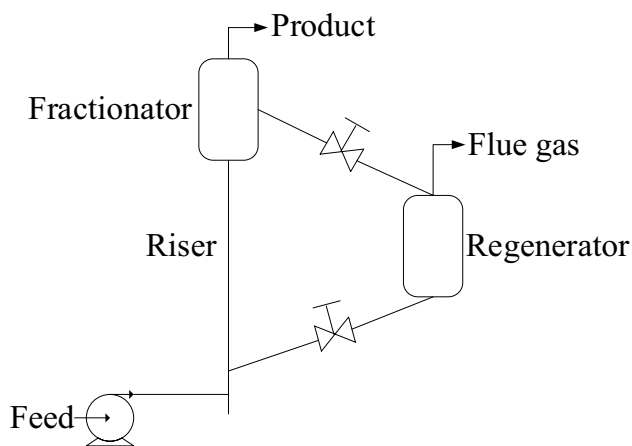 Product
Fractionator
Flue gas
Riser
Regenerator
Feed